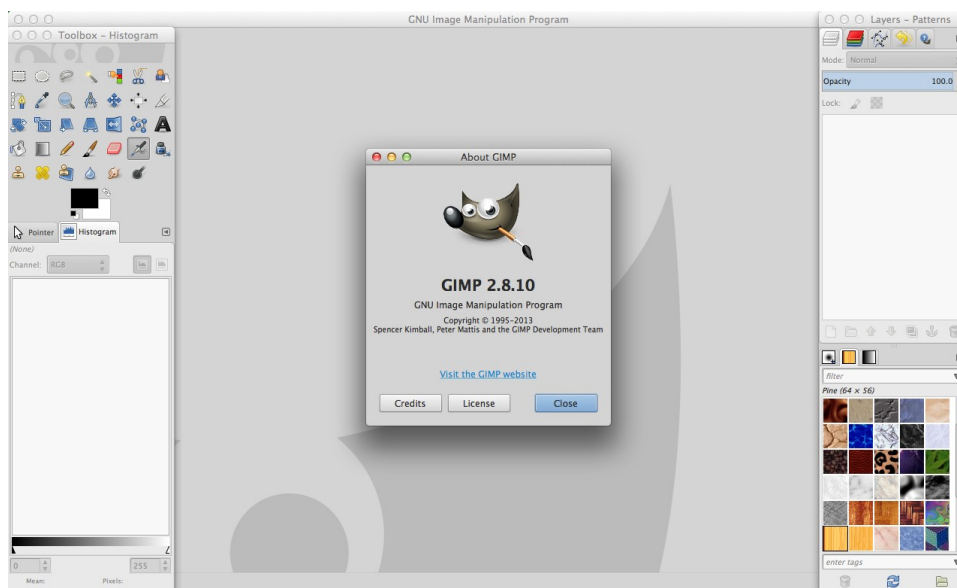 GNU Image Manipulation Program
Toolbox – Histogram
Pointer
Histogram
(None)
Channel:
RGB
0
255
Mean:
Pixels:
About GIMP
GIMP 2.8.10
GNU Image Manipulation Program
Copyright © 1995–2013
Spencer Kimball, Peter Mattis and the GIMP Development Team
Visit the GIMP website
Credits
License
Close
Layers – Patterns
Mode:
Normal
Opacity
100.0
Lock:
filter
Pine (64 × 56)
enter tags